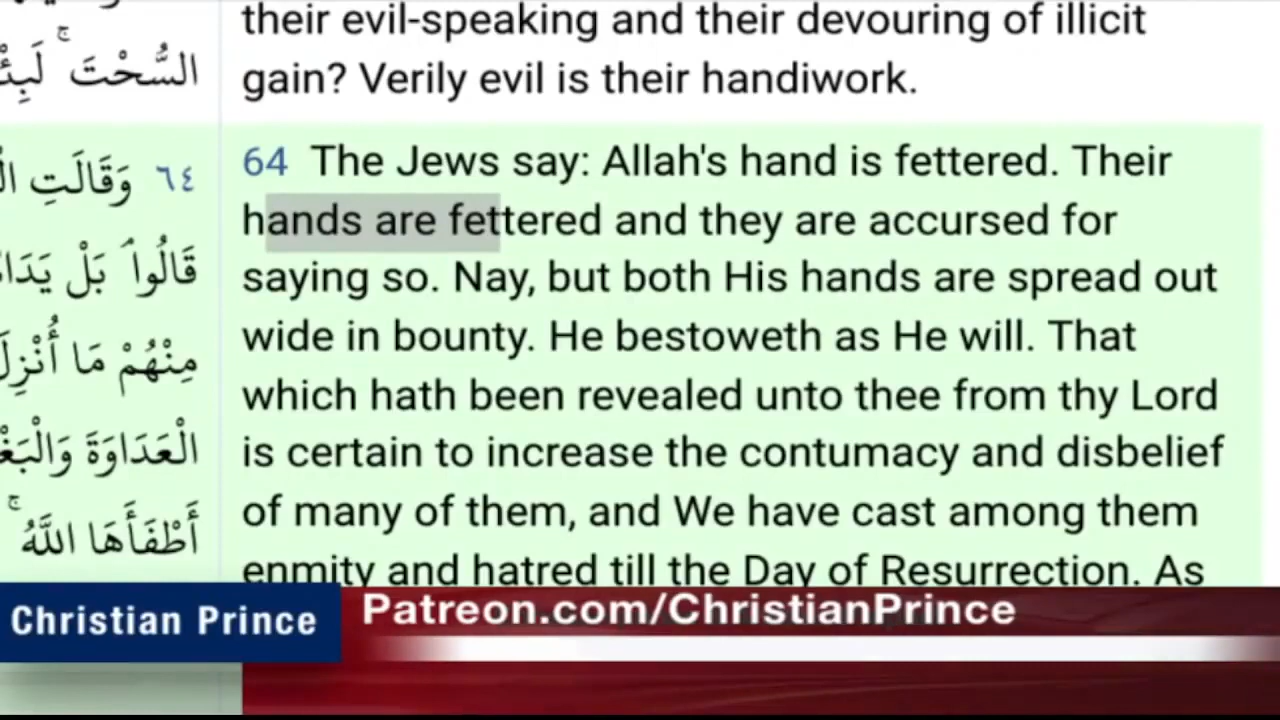 their evil-speaking and their devouring of illicit
gain? Verily evil is their handiwork.
السُّحْتَ ۚ
64 The Jews say: Allah's hand is fettered. Their
hands are fettered and they are accursed for
saying so. Nay, but both His hands are spread out
wide in bounty. He bestoweth as He will. That
which hath been revealed unto thee from thy Lord
is certain to increase the contumacy and disbelief
of many of them, and We have cast among them
enmity and hatred till the Day of Resurrection. As
٦٤ وَقَالَتِ
قَالُوا ۘ بَلْ
مِنْهُمْ مَا
الْعَدَاوَةَ
أَطْفَأَهَا اللَّهُ ۚ
Christian Prince
Patreon.com/ChristianPrince